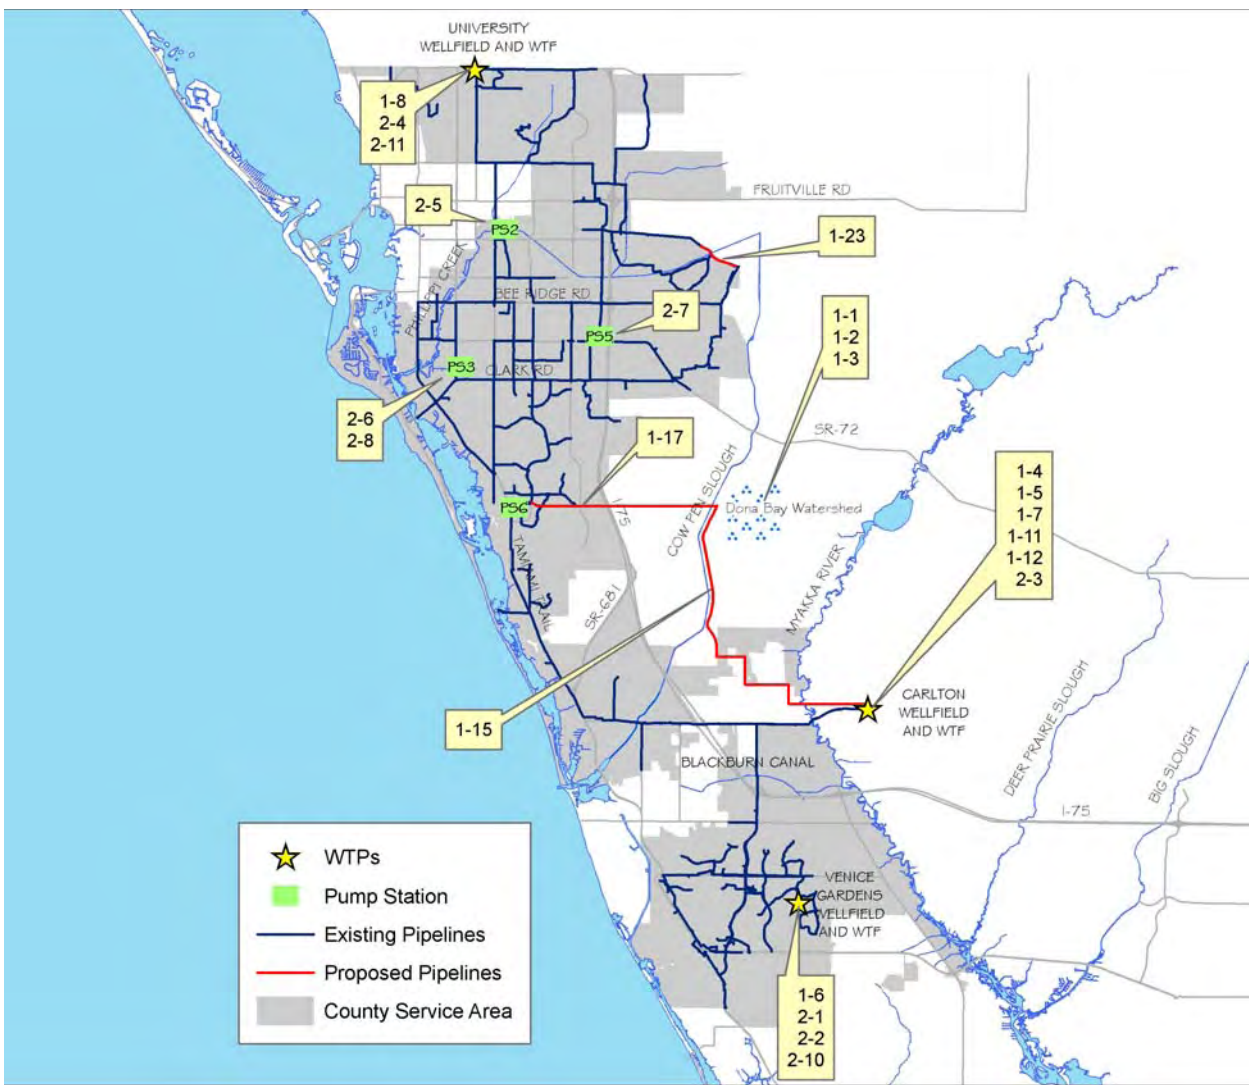 UNIVERSITY
WELLFIELD AND WTF
1-8
2-4
2-11
FRUITVILLE RD
2-5
PS2
1-23
PHILLIPPI CREEK
BEE RIDGE RD
2-7
PS5
1-1
1-2
1-3
PS3
CLARK RD
2-6
2-8
1-17
SR-72
1-4
1-5
1-7
1-11
1-12
2-3
PS6
I-75
COW PEN SLOUGH
Dona Bay Watershed
TAMIAMI TRAIL
SR-681
MYAKKA RIVER
1-15
CARLTON
WELLFIELD
AND WTF
DEER PRAIRIE SLOUGH
BIG SLOUGH
BLACKBURN CANAL
I-75
VENICE
GARDENS
WELLFIELD
AND WTF
1-6
2-1
2-2
2-10
WTPs
Pump Station
Existing Pipelines
Proposed Pipelines
County Service Area